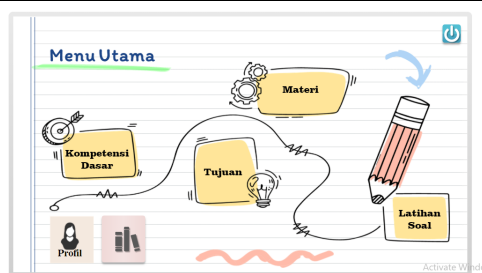 Menu Utama
Materi
Kompetensi
Dasar
Tujuan
Latihan
Soal
Profil
Activate Windo